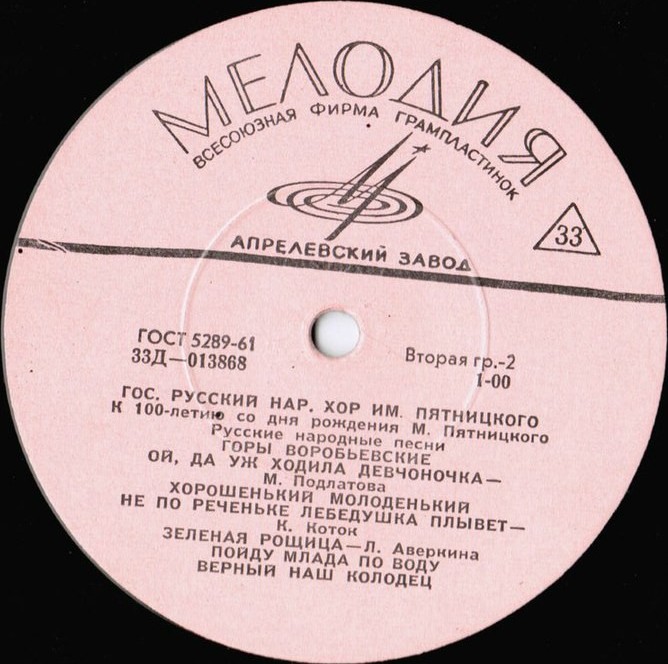 МЕЛОДИЯ
ВСЕСОЮЗНАЯ ФИРМА ГРАМПЛАСТИНОК
33
АПРЕЛЕВСКИЙ ЗАВОД
ГОСТ 5289-61
33Д—013868
Вторая гр.-2
1-00
ГОС. РУССКИЙ НАР. ХОР ИМ. ПЯТНИЦКОГО
К 100-летию со дня рождения М. Пятницкого
Русские народные песни
ГОРЫ ВОРОБЬЕВСКИЕ
ОЙ, ДА УЖ ХОДИЛА ДЕВЧОНОЧКА—
М. Подлатова
ХОРОШЕНЬКИЙ МОЛОДЕНЬКИЙ
НЕ ПО РЕЧЕНЬКЕ ЛЕБЕДУШКА ПЛЫВЕТ—
К. Коток
ЗЕЛЕНАЯ РОЩИЦА—Л. Аверкина
ПОЙДУ МЛАДА ПО ВОДУ
ВЕРНЫЙ НАШ КОЛОДЕЦ